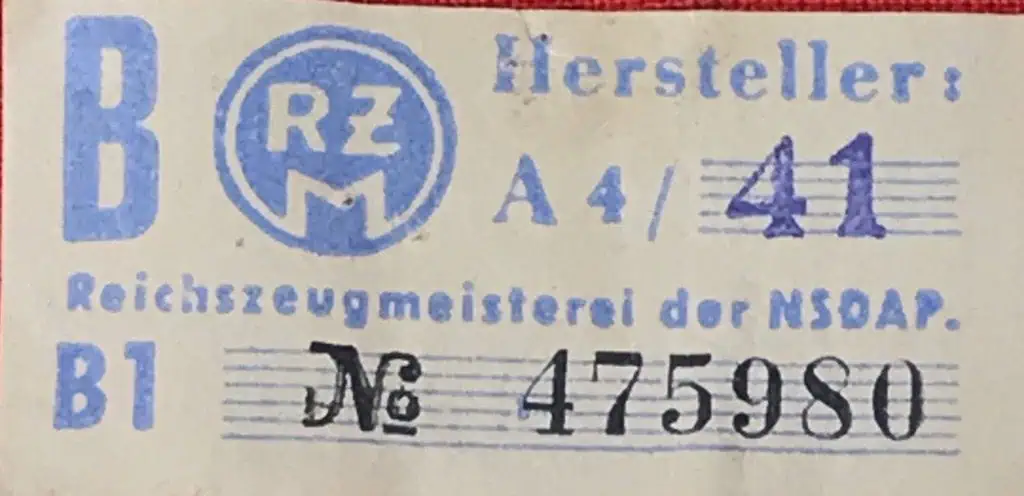 B RZM Hersteller:
A 4 / 41
Reichszeugmeisterei der NSDAP.
B1 № 475980